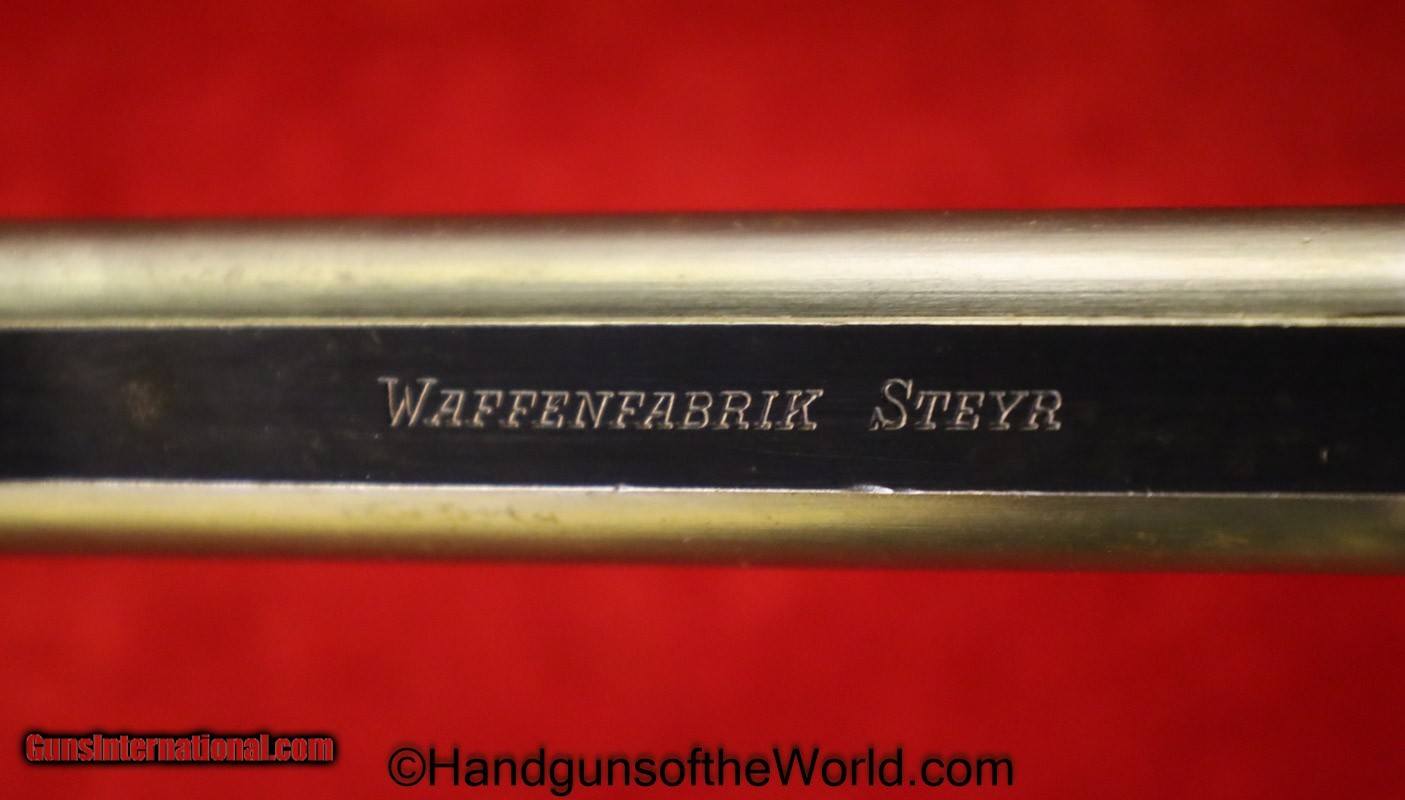 WAFFENFABRIK STEYR
GunsInternational.com
©HandgunsoftheWorld.com